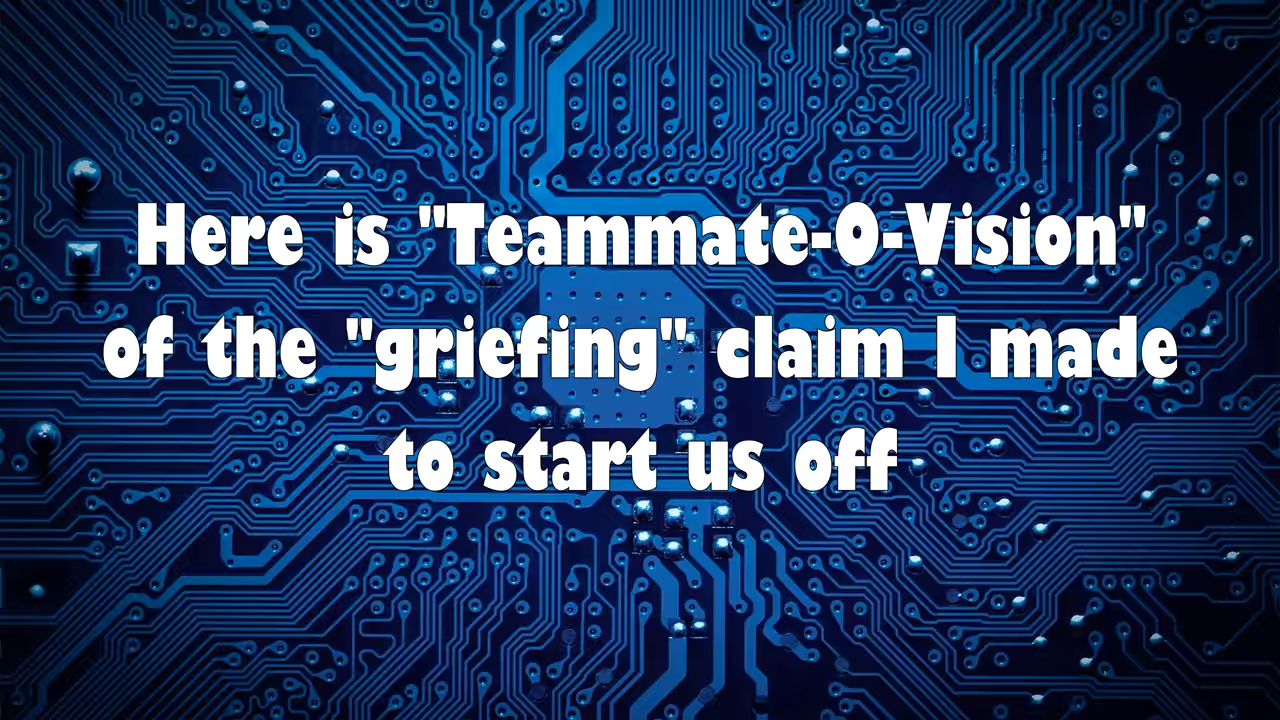 Here is "Teammate-O-Vision"
of the "griefing" claim I made
to start us off